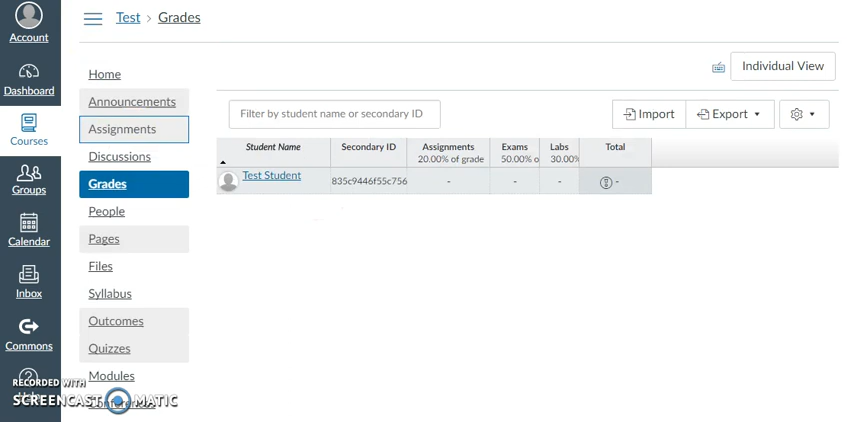 Account
Dashboard
Courses
Groups
Calendar
Inbox
Commons
Test > Grades
Home
Announcements
Assignments
Discussions
Grades
People
Pages
Files
Syllabus
Outcomes
Quizzes
Modules
Individual View
Filter by student name or secondary ID
Import
Export
Student Name Secondary ID Assignments Exams Labs Total
20.00% of grade 50.00% o 30.00%
Test Student 835c9446f55c756 - - - -
RECORDED WITH
SCREENCAST MATIC